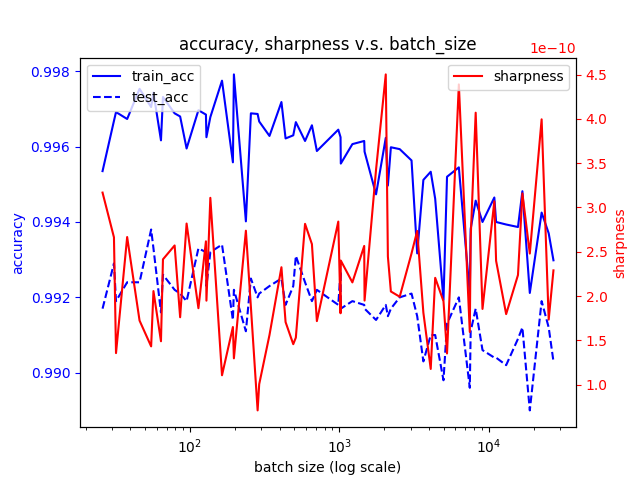 accuracy, sharpness v.s. batch_size
1e−10
0.998
0.996
0.994
0.992
0.990
accuracy
train_acc
test_acc
sharpness
4.5
4.0
3.5
3.0
2.5
2.0
1.5
1.0
sharpness
10²
10³
10⁴
batch size (log scale)